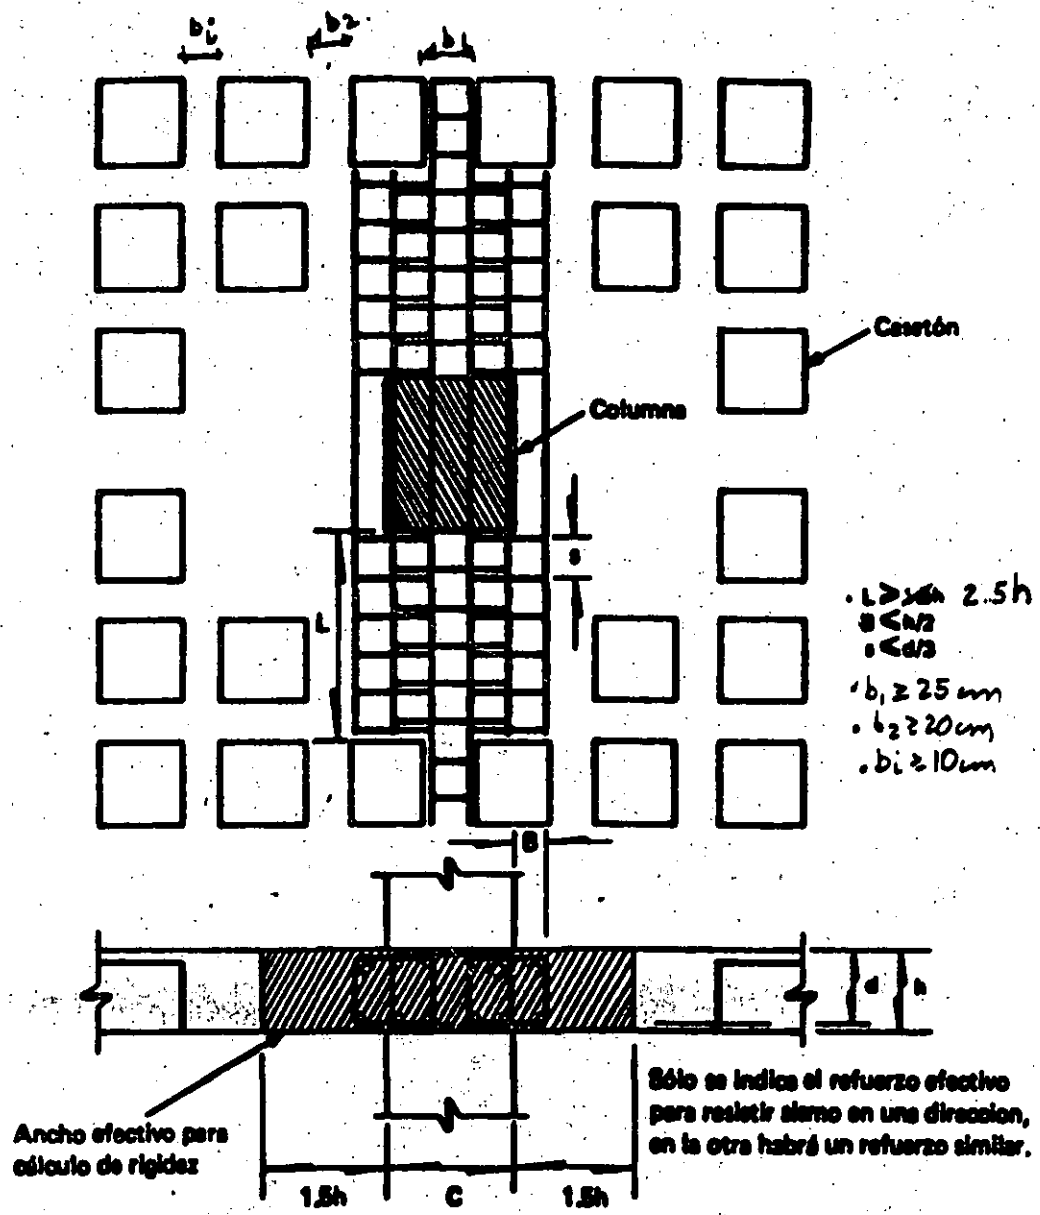 bi
b2
b1
Casetón
Columna
s
L
. L ≥ 2.5h
B ≤ h/2
s ≤ d/3
. b1 ≥ 25 cm
. b2 ≥ 20 cm
. bi ≥ 10 cm
B
d
h
Sólo se indica el refuerzo efectivo
para resistir sismo en una direccion,
en la otra habrá un refuerzo similar.
Ancho efectivo para
cálculo de rigidez
1.5h
C
1.5h